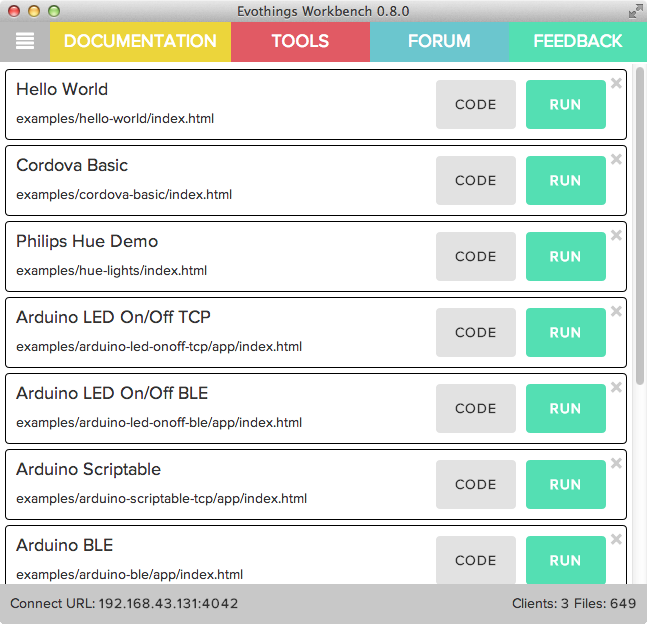 Evothings Workbench 0.8.0
DOCUMENTATION TOOLS FORUM FEEDBACK
Hello World
examples/hello-world/index.html
CODE RUN
Cordova Basic
examples/cordova-basic/index.html
CODE RUN
Philips Hue Demo
examples/hue-lights/index.html
CODE RUN
Arduino LED On/Off TCP
examples/arduino-led-onoff-tcp/app/index.html
CODE RUN
Arduino LED On/Off BLE
examples/arduino-led-onoff-ble/app/index.html
CODE RUN
Arduino Scriptable
examples/arduino-scriptable-tcp/app/index.html
CODE RUN
Arduino BLE
examples/arduino-ble/app/index.html
CODE RUN
Connect URL: 192.168.43.131:4042 Clients: 3 Files: 649